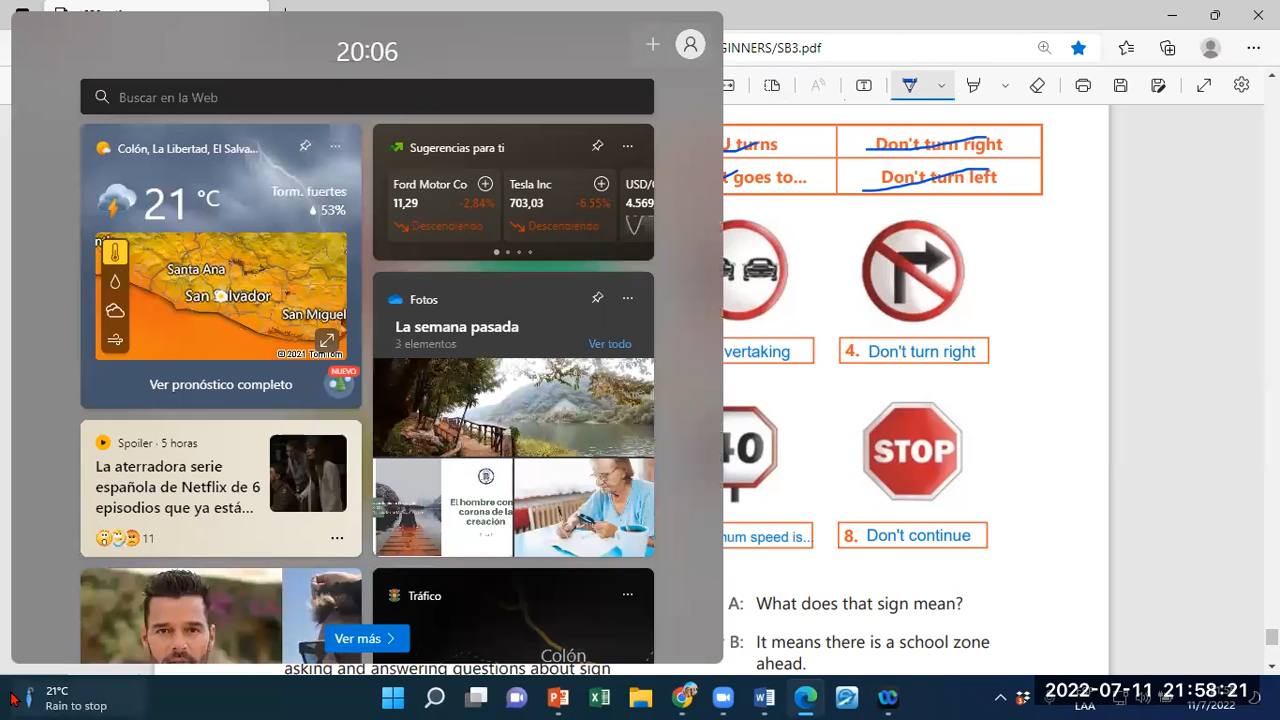 20:06
Buscar en la Web
Colón, La Libertad, El Salva...
21 °C
Torm. fuertes
53%
Santa Ana
San Salvador
San Miguel
© 2021 TomTom
Ver pronóstico completo
NUEVO
Sugerencias para ti
Ford Motor Co
11,29 -2,84%
Descendiendo
Tesla Inc
703,03 -6.55%
Descendiendo
USD/
4.569
Fotos
La semana pasada
3 elementos
Ver todo
El hombre con
corona de la
creación
Spoiler · 5 horas
La aterradora serie
española de Netflix de 6
episodios que ya está...
11
Tráfico
Colón
Ver más
GINNERS/SB3.pdf
U turns
Don't turn right
goes to...
Don't turn left
vertaking
4. Don't turn right
40
STOP
num speed is...
8. Don't continue
A: What does that sign mean?
B: It means there is a school zone
ahead.
asking and answering questions about sign
21°C
Rain to stop
LAA
11/7/2022
2022-07-11 21:58:21